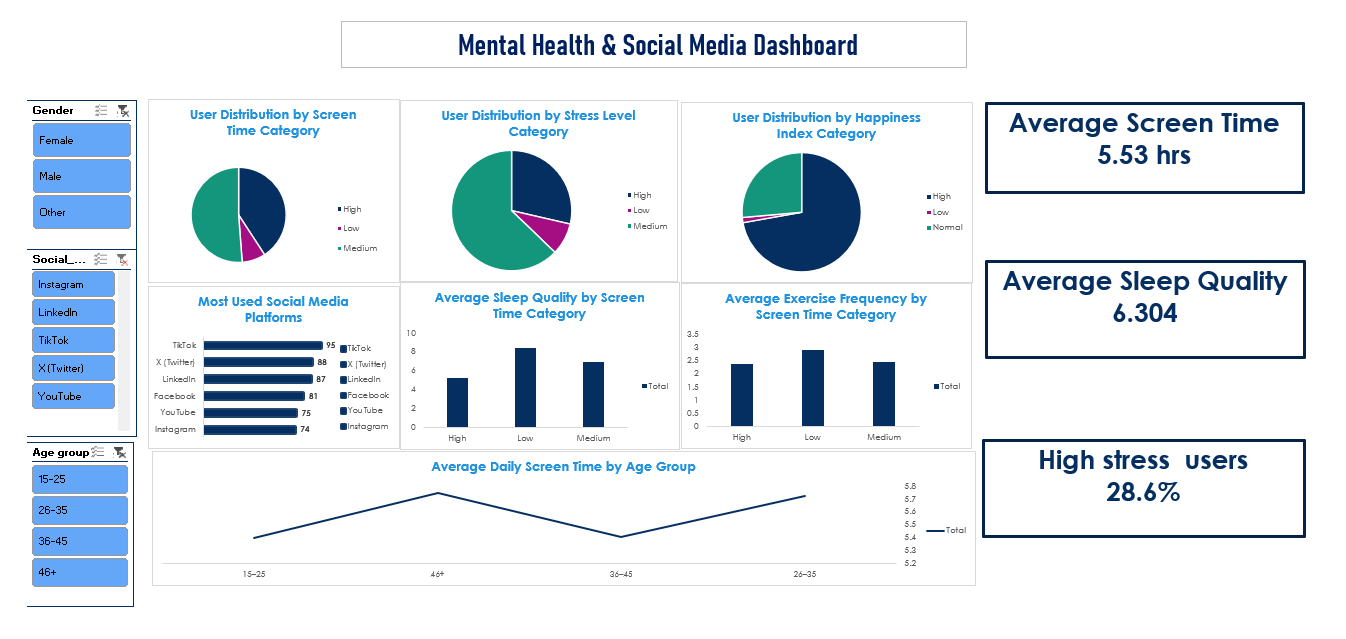 Mental Health & Social Media Dashboard
Gender
Female
Male
Other
Social_...
Instagram
LinkedIn
TikTok
X (Twitter)
YouTube
Age group
15-25
26-35
36-45
46+
User Distribution by Screen
Time Category
High
Low
Medium
User Distribution by Stress Level
Category
High
Low
Medium
User Distribution by Happiness
Index Category
High
Low
Normal
Most Used Social Media
Platforms
TikTok 95
X (Twitter) 88
LinkedIn 87
Facebook 81
YouTube 75
Instagram 74
TikTok
X (Twitter)
LinkedIn
Facebook
YouTube
Instagram
Average Sleep Quality by Screen
Time Category
10
8
6
4
2
0
High Low Medium
Total
Average Exercise Frequency by
Screen Time Category
3.5
3
2.5
2
1.5
1
0.5
0
High Low Medium
Total
Average Daily Screen Time by Age Group
5.8
5.7
5.6
5.5
5.4
5.3
5.2
15-25 46+ 36-45 26-35
Total
Average Screen Time
5.53 hrs
Average Sleep Quality
6.304
High stress users
28.6%